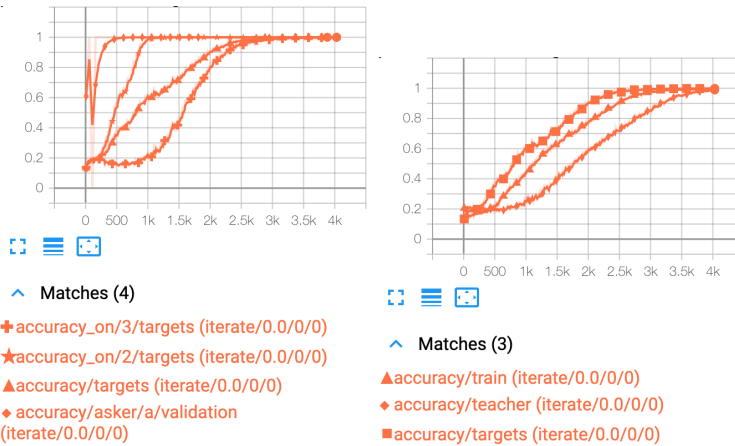 1
0.8
0.6
0.4
0.2
0
0 500 1k 1.5k 2k 2.5k 3k 3.5k 4k
Matches (4)
accuracy_on/3/targets (iterate/0.0/0/0)
accuracy_on/2/targets (iterate/0.0/0/0)
accuracy/targets (iterate/0.0/0/0)
accuracy/asker/a/validation
(iterate/0.0/0/0)
1
0.8
0.6
0.4
0.2
0
0 500 1k 1.5k 2k 2.5k 3k 3.5k 4k
Matches (3)
accuracy/train (iterate/0.0/0/0)
accuracy/teacher (iterate/0.0/0/0)
accuracy/targets (iterate/0.0/0/0)